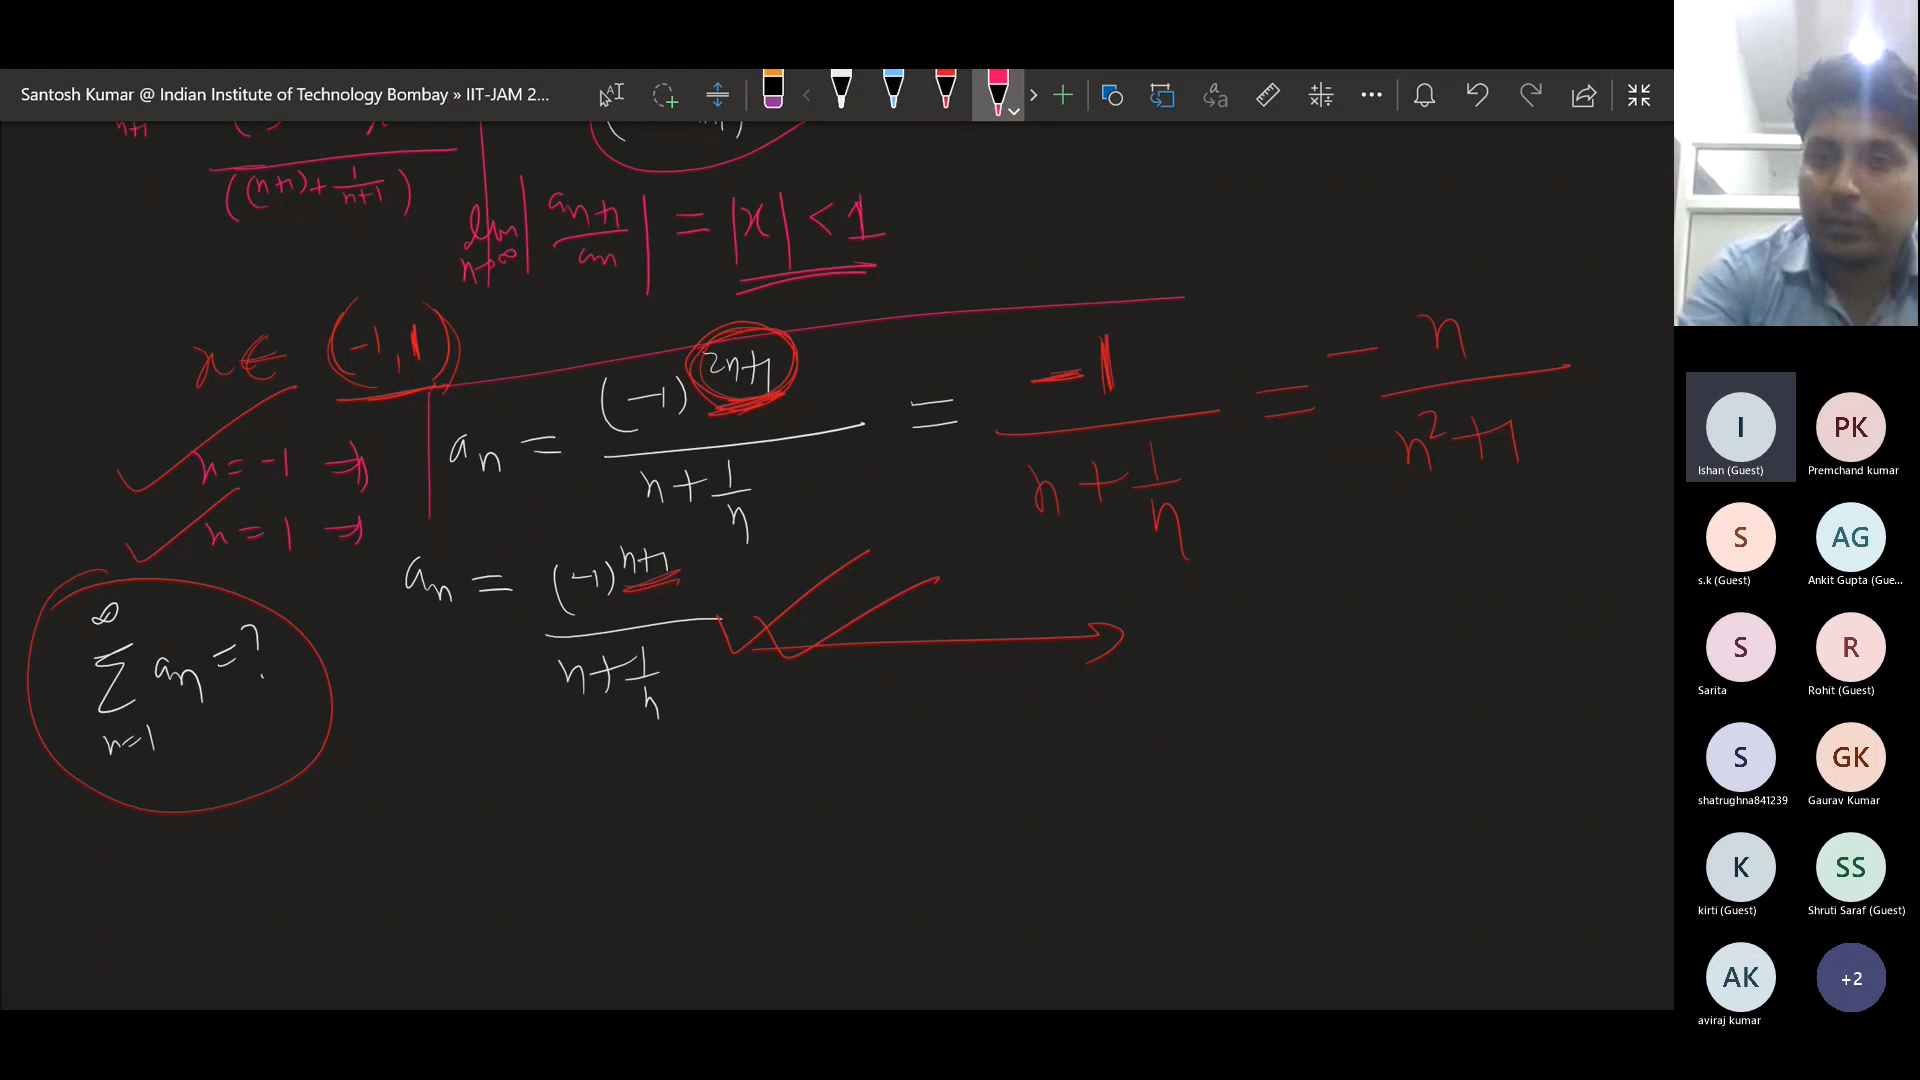 Santosh Kumar @ Indian Institute of Technology Bombay » IIT-JAM 2...
n+1
((n+1) + 1/(n+1))
lim n→∞ |an+1/an| = |x| < 1
x ∈ (-1, 1)
an = (-1)^(2n+1) / (n + 1/n) = -1 / (n + 1/n) = - n / (n² + 1)
n = -1 ⇒
n = 1 ⇒
an = (-1)^(n+1) / (n + 1/n)
∞ Σ n=1 an = ?
I
Ishan (Guest)
PK
Premchand kumar
S
s.k (Guest)
AG
Ankit Gupta (Gue...
S
Sarita
R
Rohit (Guest)
S
shatrughna841239
GK
Gaurav Kumar
K
kirti (Guest)
SS
Shruti Saraf (Guest)
AK
aviraj kumar
+2